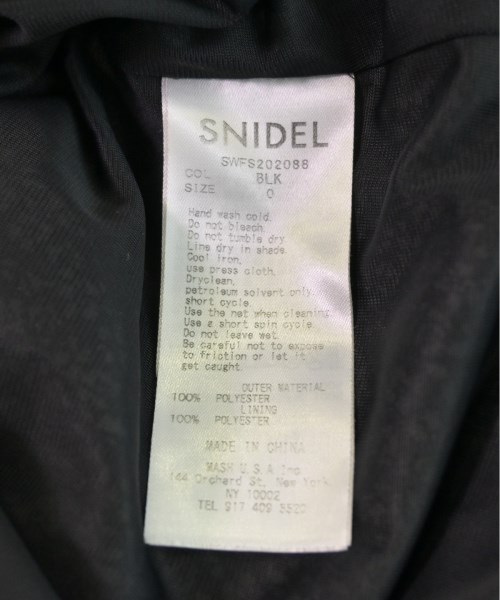 SNIDEL
SWFS202088
COL BLK
SIZE 0
Hand wash cold.
Do not bleach.
Do not tumble dry
Line dry in shade.
Cool iron.
use press cloth.
Dryclean,
petroleum solvent only
short cycle.
Use the net when cleaning.
Use a short spin cycle.
Do not leave wet.
Be careful not to expose
to friction or let it
get caught.
OUTER MATERIAL
100% POLYESTER
LINING
100% POLYESTER
MADE IN CHINA
MASH U.S.A Inc
144 Orchard St, New York
NY 10002
TEL 917 409 5520